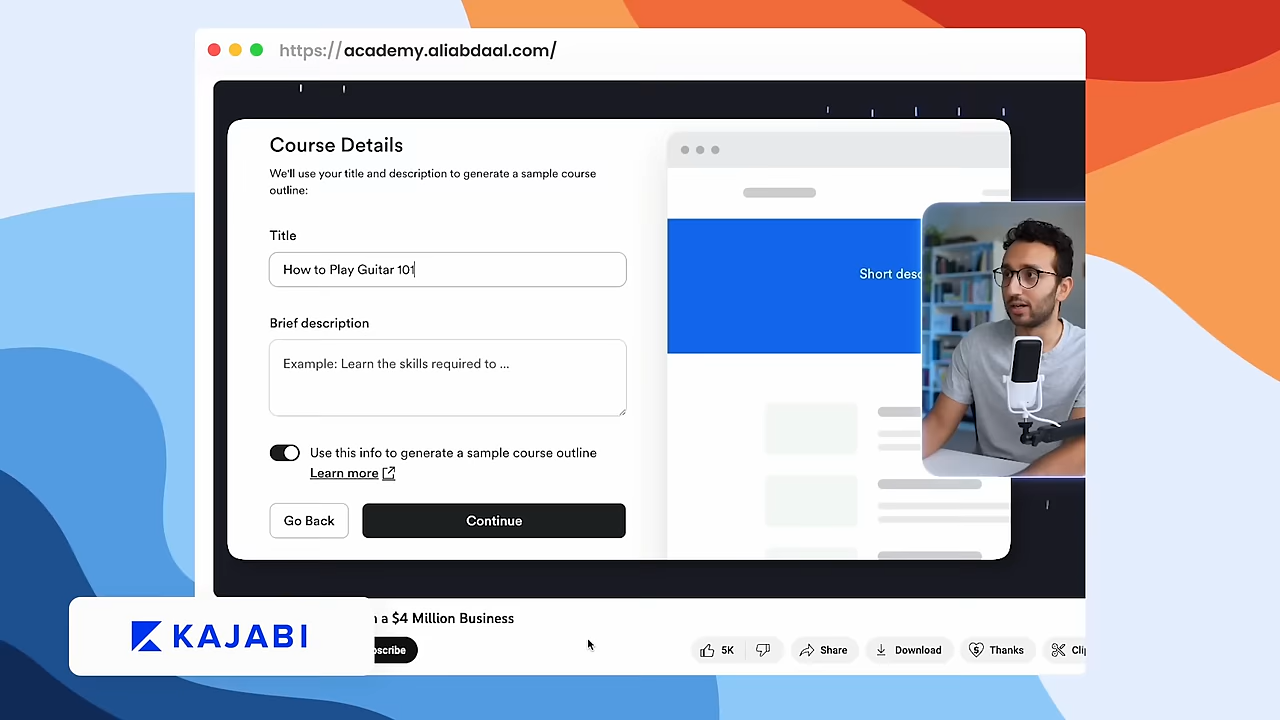 https://academy.aliabdaal.com/
Course Details
We'll use your title and description to generate a sample course
outline:
Title
How to Play Guitar 101
Brief description
Example: Learn the skills required to ...
Use this info to generate a sample course outline
Learn more
Go Back
Continue
Short desc
a $4 Million Business
KAJABI
scribe
5K
Share
Download
Thanks
Cli